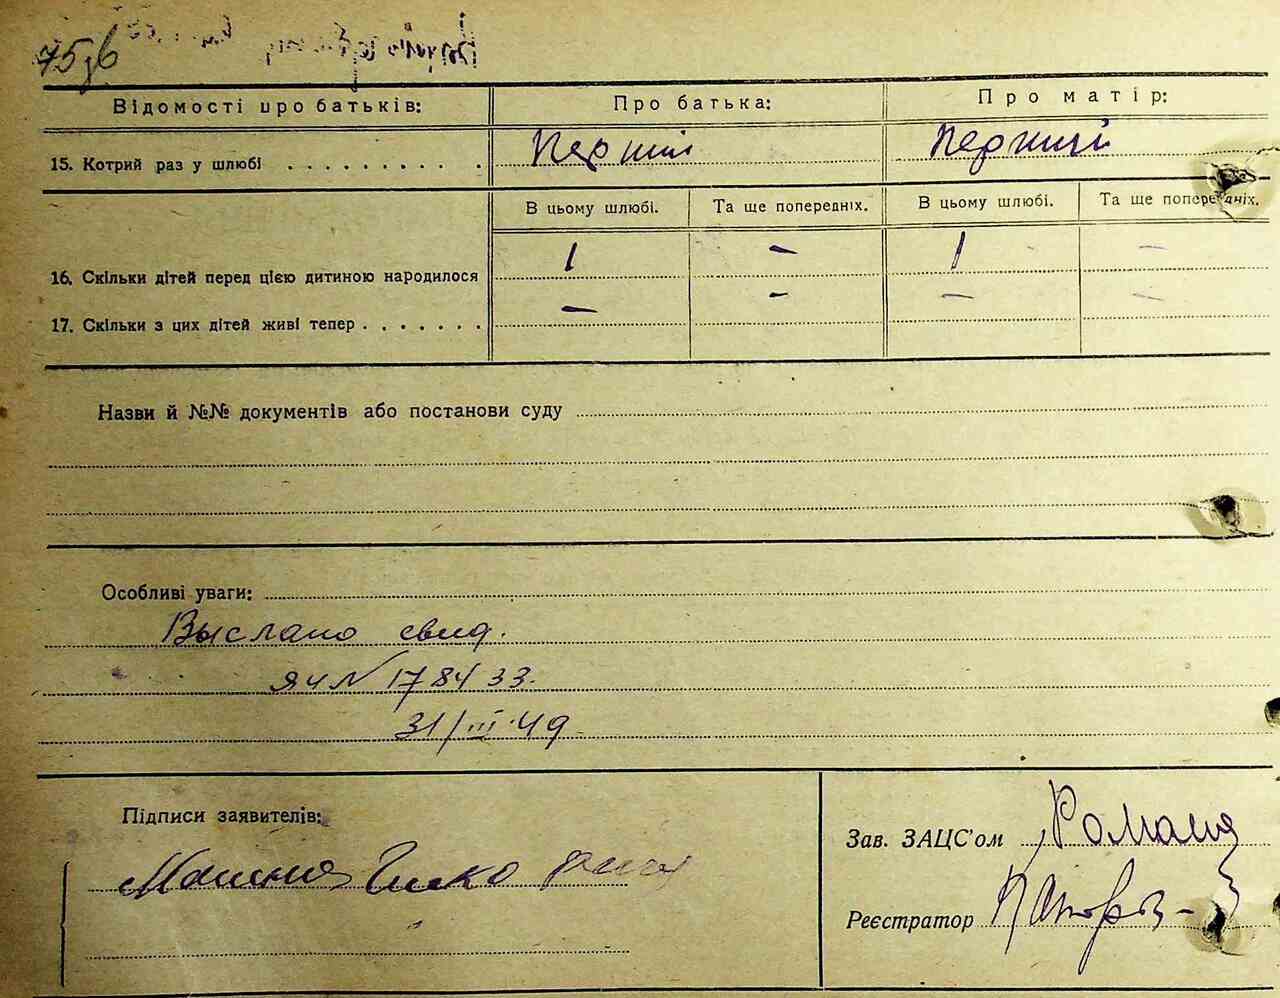 75 зб
Відомості про батьків: Про батька: Про матір:
15. Котрий раз у шлюбі . . . . . . . . . Перший Перший
В цьому шлюбі. Та ще попередніх. В цьому шлюбі. Та ще попередніх.
16. Скільки дітей перед цією дитиною народилося 1 - 1 -
17. Скільки з цих дітей живі тепер . . . . . . . - - - -
Назви й №№ документів або постанови суду
Особливі уваги:
Выслано свид.
ЯЧ N 178433.
31/III-49
Підписи заявителів:
Зав. ЗАЦС'ом
Реєстратор